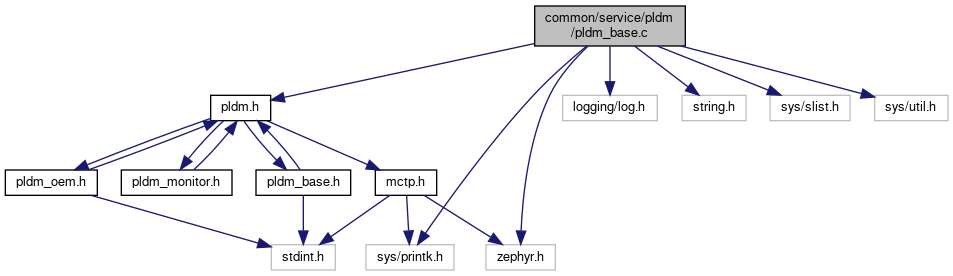 common/service/pldm
/pldm_base.c
pldm.h
logging/log.h
string.h
sys/slist.h
sys/util.h
pldm_oem.h
pldm_monitor.h
pldm_base.h
mctp.h
stdint.h
sys/printk.h
zephyr.h